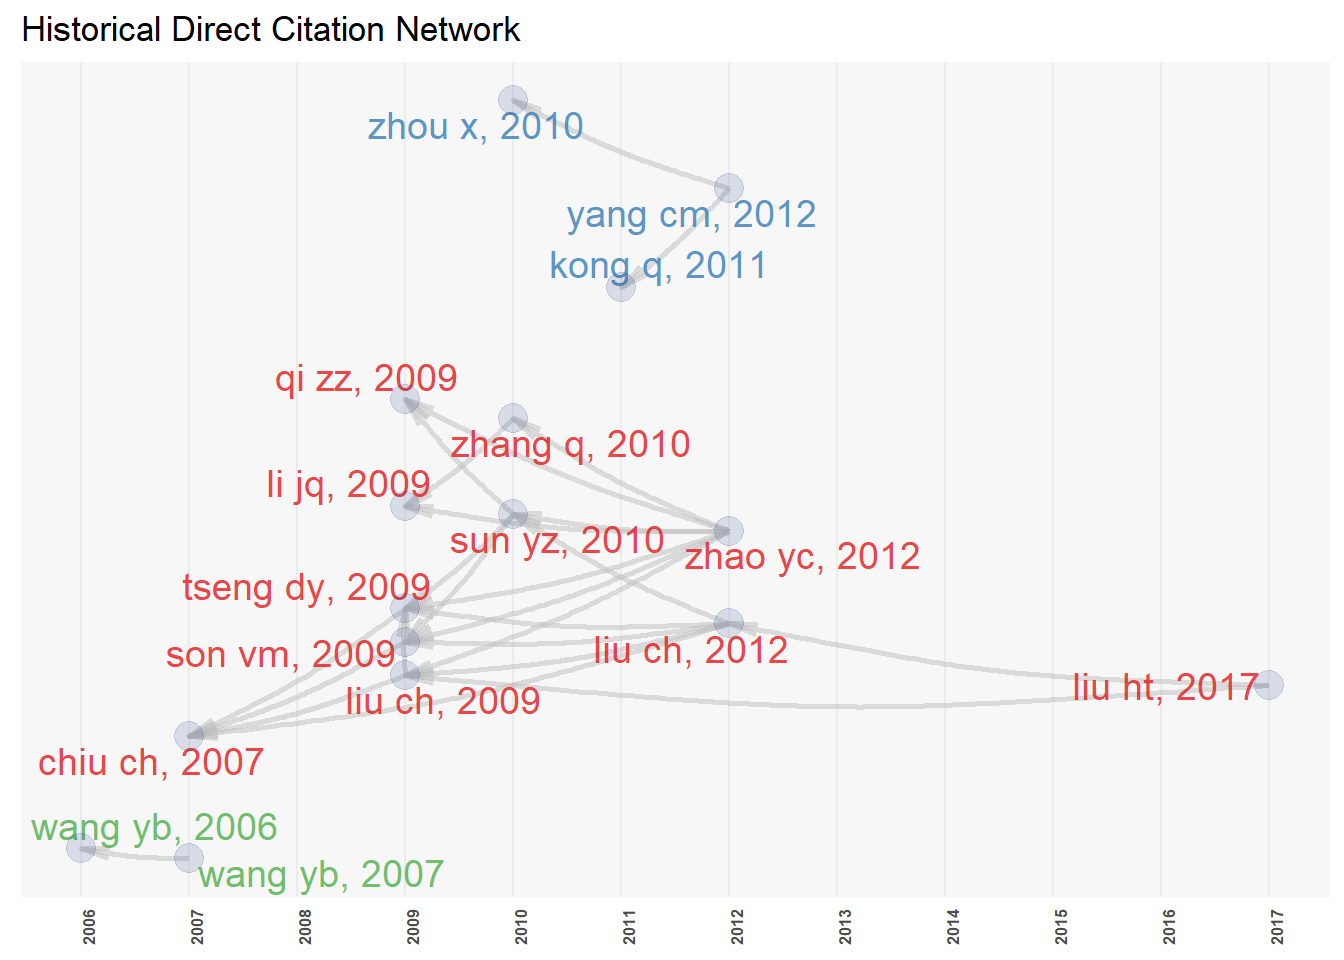 Historical Direct Citation Network
zhou x, 2010
yang cm, 2012
kong q, 2011
qi zz, 2009
zhang q, 2010
li jq, 2009
sun yz, 2010
zhao yc, 2012
tseng dy, 2009
son vm, 2009
liu ch, 2012
liu ht, 2017
liu ch, 2009
chiu ch, 2007
wang yb, 2006
wang yb, 2007
2006
2007
2008
2009
2010
2011
2012
2013
2014
2015
2016
2017